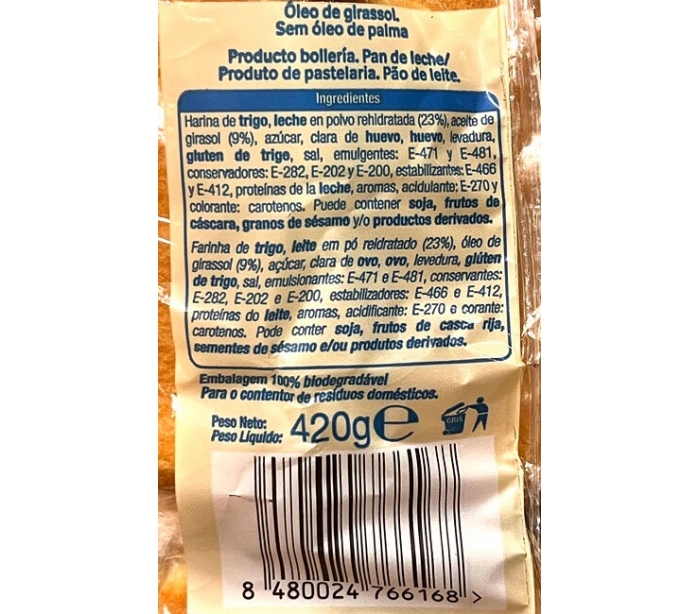 Óleo de girassol.
Sem óleo de palma
Producto bollería. Pan de leche/
Produto de pastelaria. Pão de leite.
Ingredientes
Harina de trigo, leche en polvo rehidratada (23%), aceite de
girasol (9%), azúcar, clara de huevo, huevo, levadura,
gluten de trigo, sal, emulgentes: E-471 y E-481,
conservadores: E-282, E-202 y E-200, estabilizantes: E-466
y E-412, proteínas de la leche, aromas, acidulante: E-270 y
colorante: carotenos. Puede contener soja, frutos de
cáscara, granos de sésamo y/o productos derivados.
Farinha de trigo, leite em pó reidratado (23%), óleo de
girassol (9%), açúcar, clara de ovo, ovo, levedura, glúten
de trigo, sal, emulsionantes: E-471 e E-481, conservantes:
E-282, E-202 e E-200, estabilizadores: E-466 e E-412,
proteínas do leite, aromas, acidificante: E-270 e corante:
carotenos. Pode conter soja, frutos de casca rija,
sementes de sésamo e/ou produtos derivados.
Embalagem 100% biodegradável
Para o contentor de resíduos domésticos.
Peso Neto:
Peso Líquido: 420g e
GRIS
8 480024 766168 >